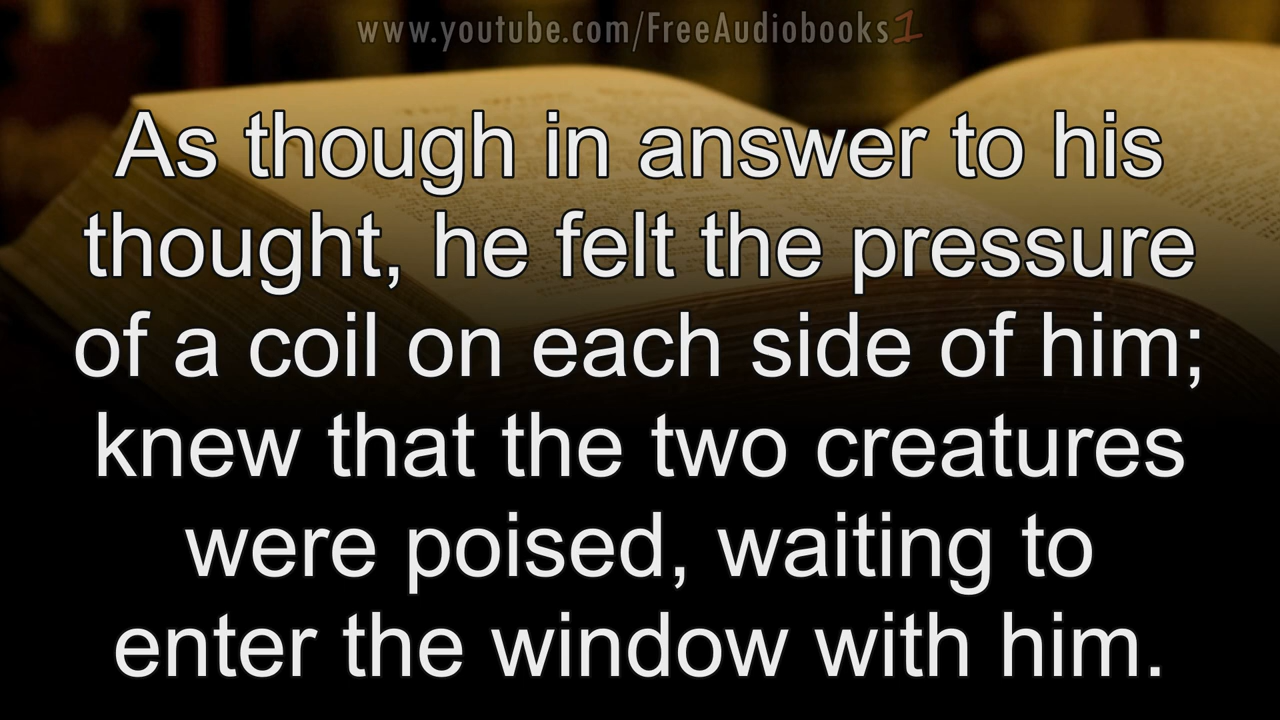 www.youtube.com/FreeAudiobooks1
As though in answer to his
thought, he felt the pressure
of a coil on each side of him;
knew that the two creatures
were poised, waiting to
enter the window with him.